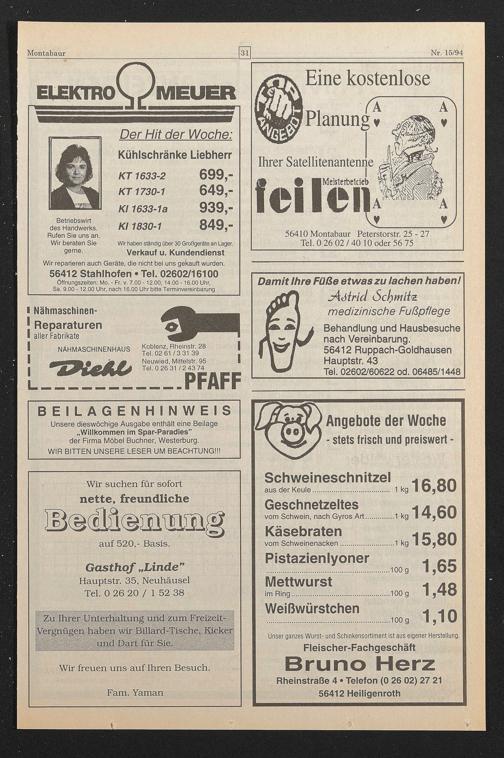 Montabaur
31
Nr. 15/94
ELEKTRO MEUER
Der Hit der Woche:
Kühlschränke Liebherr
KT 1633-2 699,-
KT 1730-1 649,-
KI 1633-1a 939,-
KI 1830-1 849,-
Betriebswirt
des Handwerks.
Rufen Sie uns an.
Wir beraten Sie
gerne.
Wir haben ständig über 30 Großgeräte an Lager.
Verkauf u. Kundendienst
Wir reparieren auch Geräte, die nicht bei uns gekauft wurden.
56412 Stahlhofen • Tel. 02602/16100
Öffnungszeiten: Mo. - Fr. v. 7.00 - 12.00, 14.00 - 16.00 Uhr,
Sa. 9.00 - 12.00 Uhr, nach 16.00 Uhr bitte Terminvereinbarung
Nähmaschinen-
Reparaturen
aller Fabrikate
NÄHMASCHINENHAUS
Diehl
Koblenz, Rheinstr. 28
Tel. 02 61 / 3 31 39
Neuwied, Mittelstr. 95
Tel. 0 26 31 / 2 43 74
PFAFF
BEILAGENHINWEIS
Unsere dieswöchige Ausgabe enthält eine Beilage
„Willkommen im Spar-Paradies"
der Firma Möbel Buchner, Westerburg.
WIR BITTEN UNSERE LESER UM BEACHTUNG!!!
Wir suchen für sofort
nette, freundliche
Bedienung
auf 520,- Basis.
Gasthof „Linde"
Hauptstr. 35, Neuhäusel
Tel. 0 26 20 / 1 52 38
Zu Ihrer Unterhaltung und zum Freizeit-
Vergnügen haben wir Billard-Tische, Kicker
und Dart für Sie.
Wir freuen uns auf Ihren Besuch.
Fam. Yaman
TOP
ANGEBOT
Eine kostenlose
Planung
Ihrer Satellitenantenne
Meisterbetrieb
feilen
A
A
A
A
56410 Montabaur Peterstorstr. 25 - 27
Tel. 0 26 02 / 40 10 oder 56 75
Damit Ihre Füße etwas zu lachen haben!
Astrid Schmitz
medizinische Fußpflege
Behandlung und Hausbesuche
nach Vereinbarung.
56412 Ruppach-Goldhausen
Hauptstr. 43
Tel. 02602/60622 od. 06485/1448
Angebote der Woche
- stets frisch und preiswert -
Schweineschnitzel
aus der Keule 1 kg 16,80
Geschnetzeltes
vom Schwein, nach Gyros Art 1 kg 14,60
Käsebraten
vom Schweinenacken 1 kg 15,80
Pistazienlyoner
100 g 1,65
Mettwurst
im Ring 100 g 1,48
Weißwürstchen
100 g 1,10
Unser ganzes Wurst- und Schinkensortiment ist aus eigener Herstellung.
Fleischer-Fachgeschäft
Bruno Herz
Rheinstraße 4 • Telefon (0 26 02) 27 21
56412 Heiligenroth